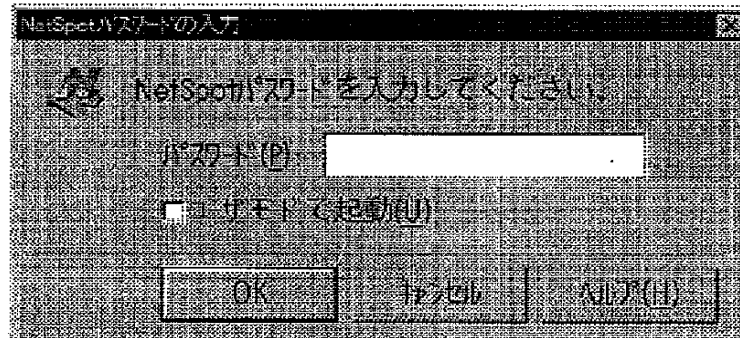 NetSpotﾊﾟｽﾜｰﾄﾞの入力
NetSpotﾊﾟｽﾜｰﾄﾞを入力してください。
ﾊﾟｽﾜｰﾄﾞ(P)
ユーザモードで起動(U)
OK
ｷｬﾝｾﾙ
ﾍﾙﾌﾟ(H)